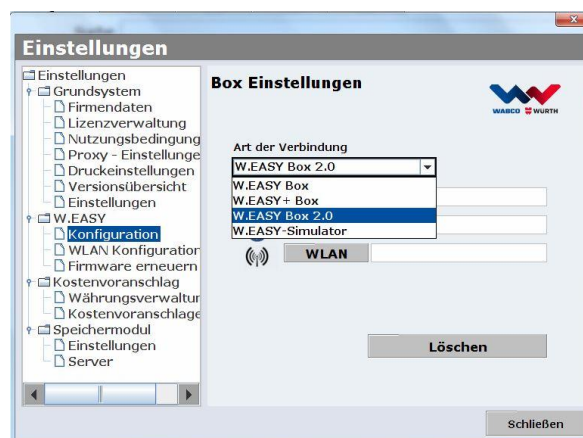 Einstellungen
Einstellungen
Grundsystem
Firmendaten
Lizenzverwaltung
Nutzungsbedingung
Proxy - Einstellunge
Druckeinstellungen
Versionsübersicht
Einstellungen
W.EASY
Konfiguration
WLAN Konfiguration
Firmware erneuern
Kostenvoranschlag
Währungsverwaltur
Kostenvoranschlage
Speichermodul
Einstellungen
Server
Box Einstellungen
WABCO WÜRTH
Art der Verbindung
W.EASY Box 2.0
W.EASY Box
W.EASY+ Box
W.EASY Box 2.0
W.EASY-Simulator
WLAN
Löschen
Schließen